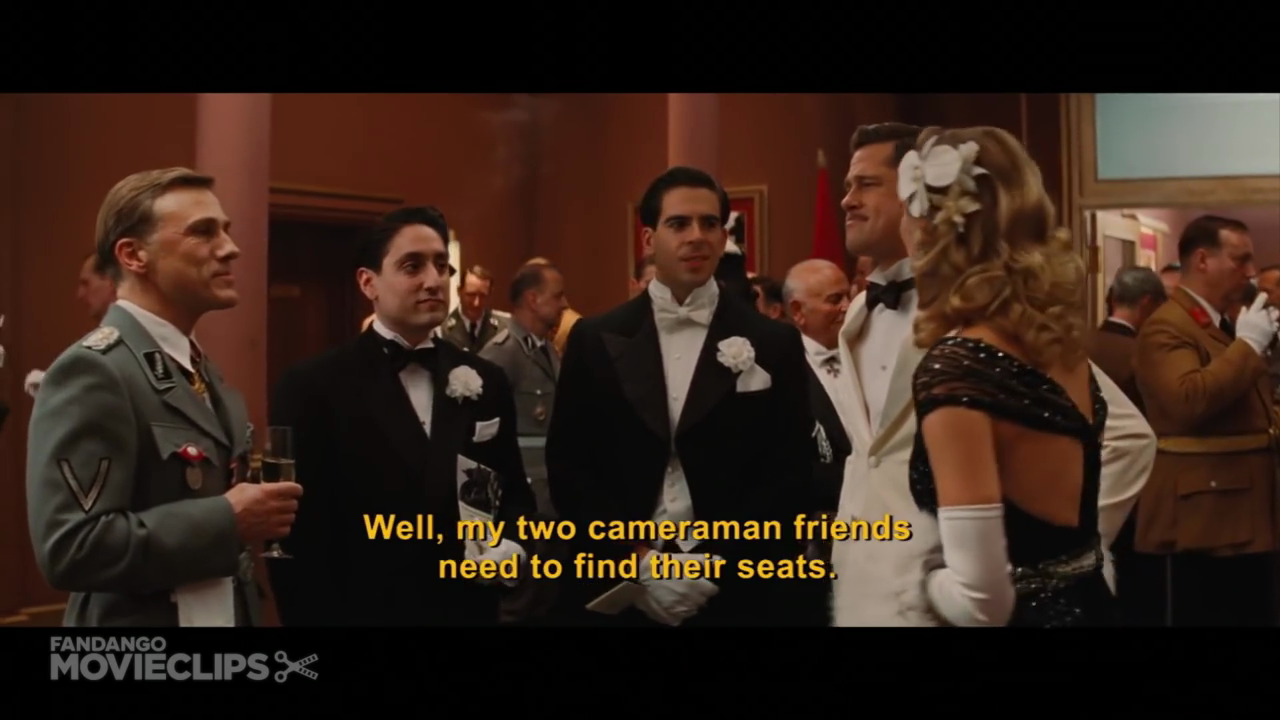 Well, my two cameraman friends
need to find their seats.
FANDANGO
MOVIECLIPS